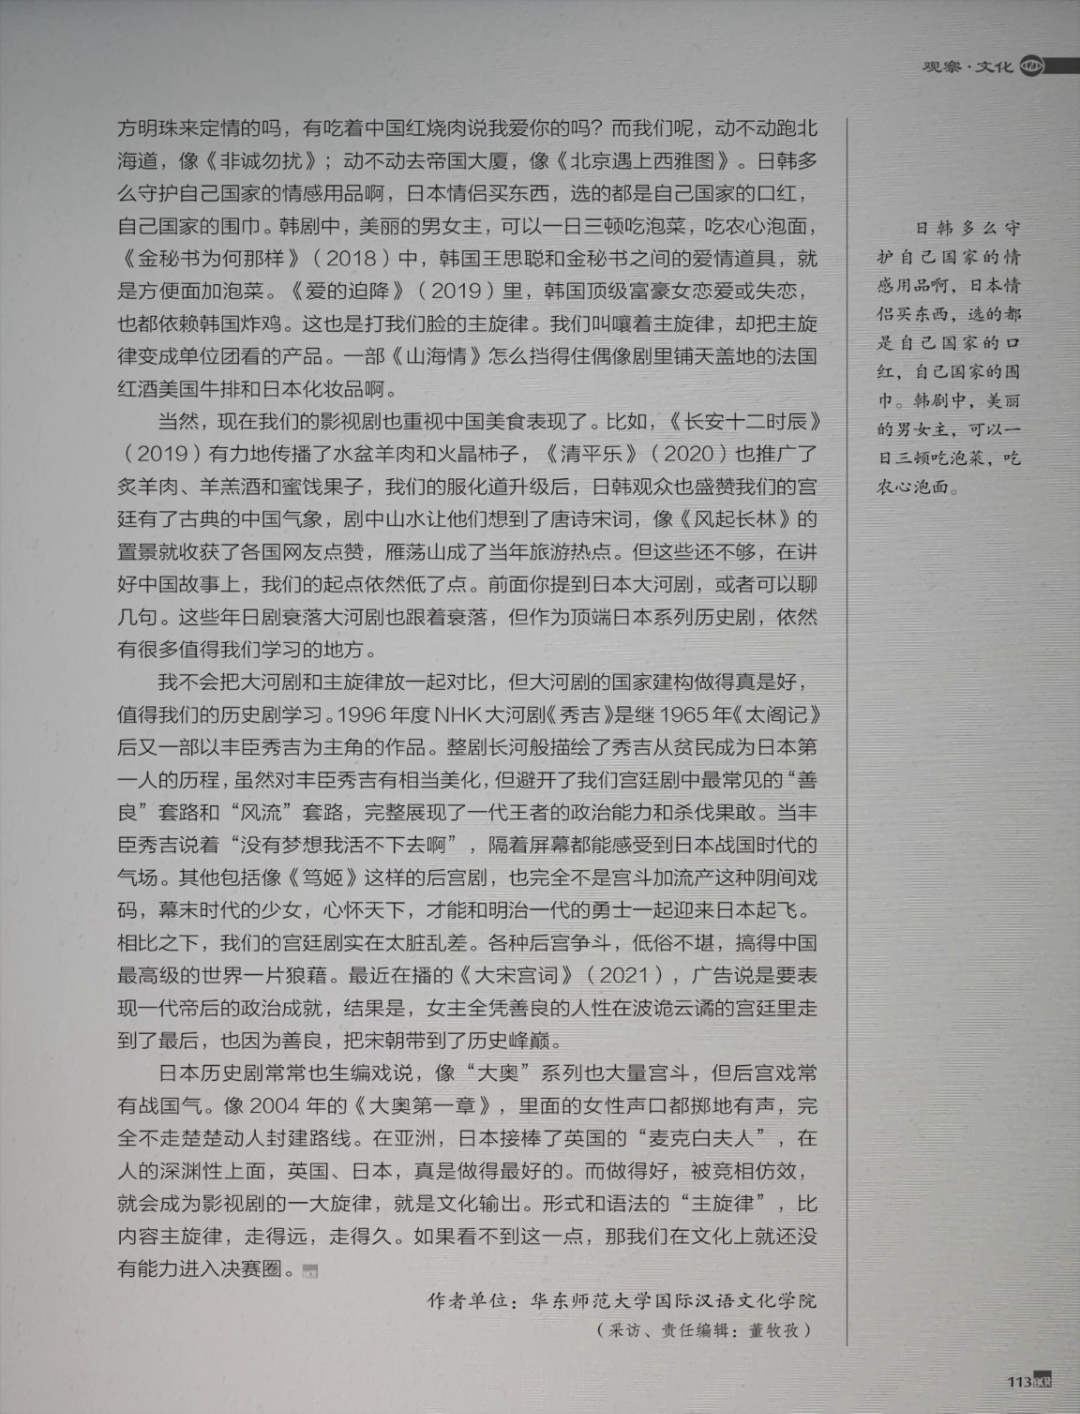 观察·文化
方明珠来定情的吗，有吃着中国红烧肉说我爱你的吗？而我们呢，动不动跑北
海道，像《非诚勿扰》；动不动去帝国大厦，像《北京遇上西雅图》。日韩多
么守护自己国家的情感用品啊，日本情侣买东西，选的都是自己国家的口红，
自己国家的围巾。韩剧中，美丽的男女主，可以一日三顿吃泡菜，吃农心泡面，
《金秘书为何那样》（2018）中，韩国王思聪和金秘书之间的爱情道具，就
是方便面加泡菜。《爱的迫降》（2019）里，韩国顶级富豪女恋爱或失恋，
也都依赖韩国炸鸡。这也是打我们脸的主旋律。我们叫嚷着主旋律，却把主旋
律变成单位团看的产品。一部《山海情》怎么挡得住偶像剧里铺天盖地的法国
红酒美国牛排和日本化妆品啊。
当然，现在我们的影视剧也重视中国美食表现了。比如，《长安十二时辰》
（2019）有力地传播了水盆羊肉和火晶柿子，《清平乐》（2020）也推广了
炙羊肉、羊羔酒和蜜饯果子，我们的服化道升级后，日韩观众也盛赞我们的宫
廷有了古典的中国气象，剧中山水让他们想到了唐诗宋词，像《风起长林》的
置景就收获了各国网友点赞，雁荡山成了当年旅游热点。但这些还不够，在讲
好中国故事上，我们的起点依然低了点。前面你提到日本大河剧，或者可以聊
几句。这些年日剧衰落大河剧也跟着衰落，但作为顶端日本系列历史剧，依然
有很多值得我们学习的地方。
我不会把大河剧和主旋律放一起对比，但大河剧的国家建构做得真是好，
值得我们的历史剧学习。1996年度NHK大河剧《秀吉》是继1965年《太阁记》
后又一部以丰臣秀吉为主角的作品。整剧长河般描绘了秀吉从贫民成为日本第
一人的历程，虽然对丰臣秀吉有相当美化，但避开了我们宫廷剧中最常见的“善
良”套路和“风流”套路，完整展现了一代王者的政治能力和杀伐果敢。当丰
臣秀吉说着“没有梦想我活不下去啊”，隔着屏幕都能感受到日本战国时代的
气场。其他包括像《笃姬》这样的后宫剧，也完全不是宫斗加流产这种阴间戏
码，幕末时代的少女，心怀天下，才能和明治一代的勇士一起迎来日本起飞。
相比之下，我们的宫廷剧实在太脏乱差。各种后宫争斗，低俗不堪，搞得中国
最高级的世界一片狼藉。最近在播的《大宋宫词》（2021），广告说是要表
现一代帝后的政治成就，结果是，女主全凭善良的人性在波诡云谲的宫廷里走
到了最后，也因为善良，把宋朝带到了历史峰巅。
日本历史剧常常也生编戏说，像“大奥”系列也大量宫斗，但后宫戏常
有战国气。像2004年的《大奥第一章》，里面的女性声口都掷地有声，完
全不走楚楚动人封建路线。在亚洲，日本接棒了英国的“麦克白夫人”，在
人的深渊性上面，英国、日本，真是做得最好的。而做得好，被竞相仿效，
就会成为影视剧的一大旋律，就是文化输出。形式和语法的“主旋律”，比
内容主旋律，走得远，走得久。如果看不到这一点，那我们在文化上就还没
有能力进入决赛圈。
作者单位：华东师范大学国际汉语文化学院
（采访、责任编辑：董牧孜）
日韩多么守
护自己国家的情
感用品啊，日本情
侣买东西，选的都
是自己国家的口
红，自己国家的围
巾。韩剧中，美丽
的男女主，可以一
日三顿吃泡菜，吃
农心泡面。
113